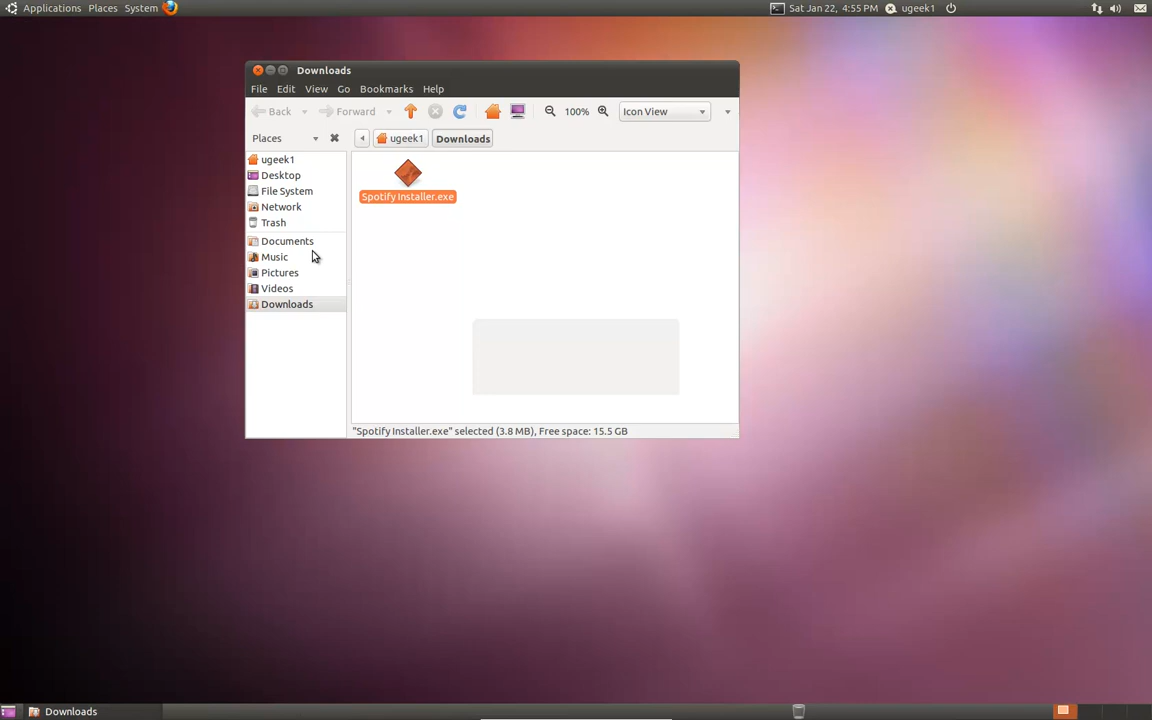 Applications Places System Sat Jan 22, 4:55 PM ugeek1
Downloads
File Edit View Go Bookmarks Help
Back Forward 100% Icon View
Places ugeek1 Downloads
ugeek1
Desktop
File System
Network
Trash
Documents
Music
Pictures
Videos
Downloads
Spotify Installer.exe
"Spotify Installer.exe" selected (3.8 MB), Free space: 15.5 GB
Downloads